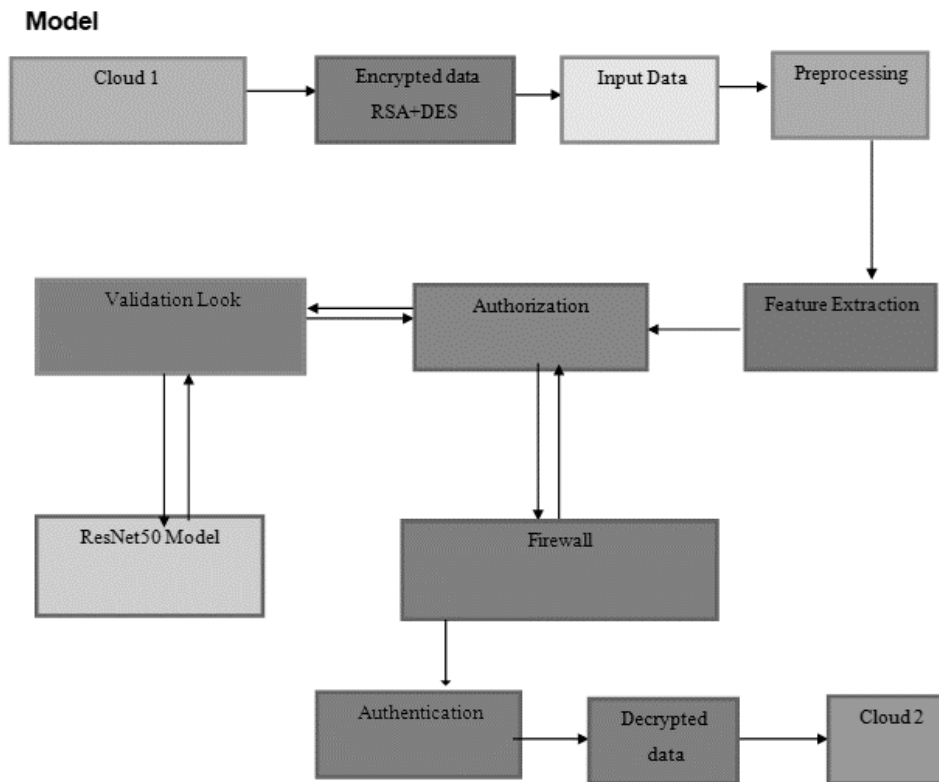 Model
Cloud 1
Encrypted data
RSA+DES
Input Data
Preprocessing
Validation Look
Authorization
Feature Extraction
ResNet50 Model
Firewall
Authentication
Decrypted
data
Cloud 2